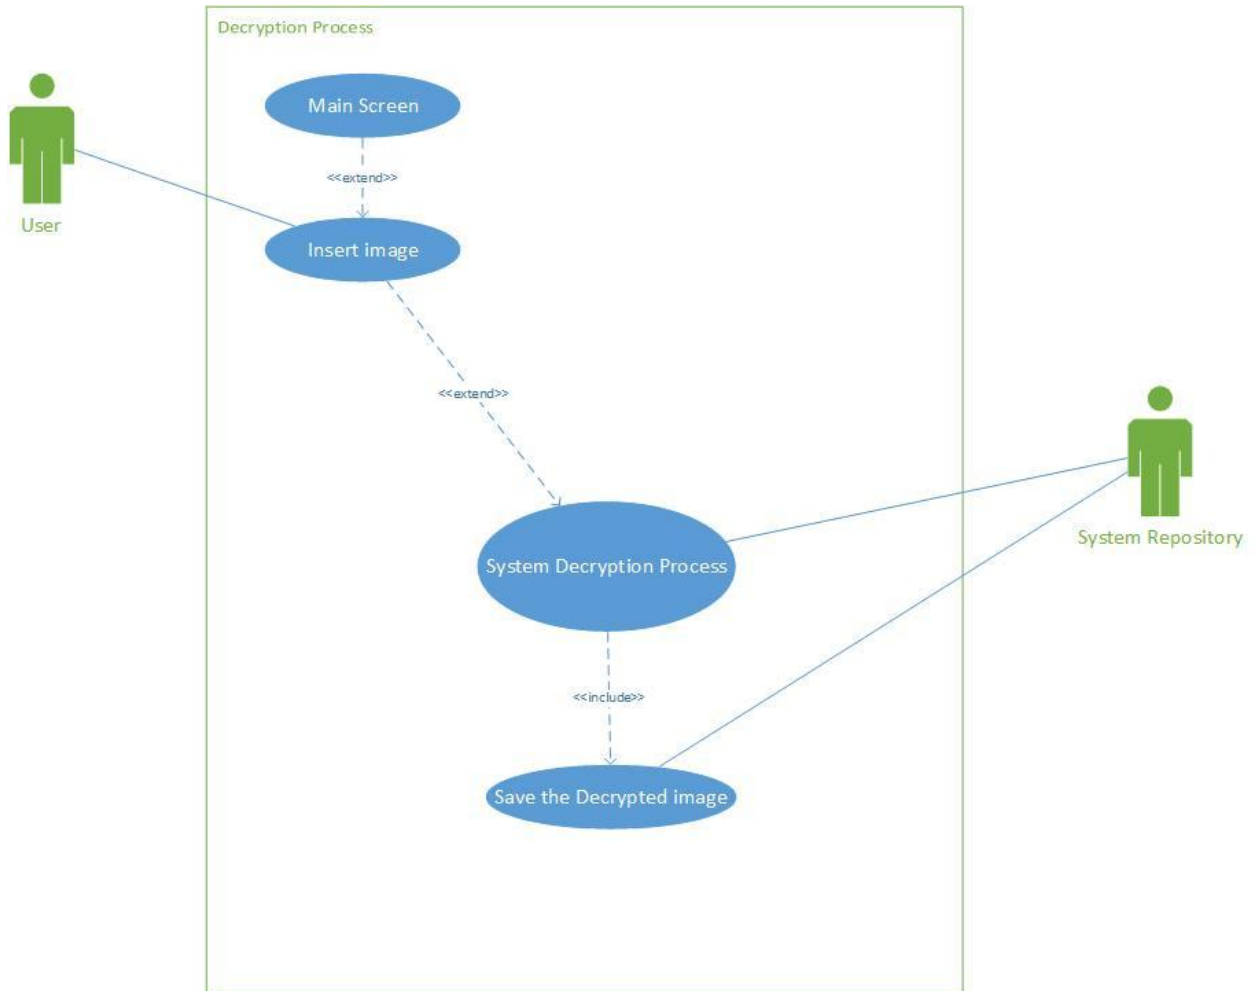 Decryption Process
Main Screen
<<extend>>
User
Insert image
<<extend>>
System Repository
System Decryption Process
<<include>>
Save the Decrypted image